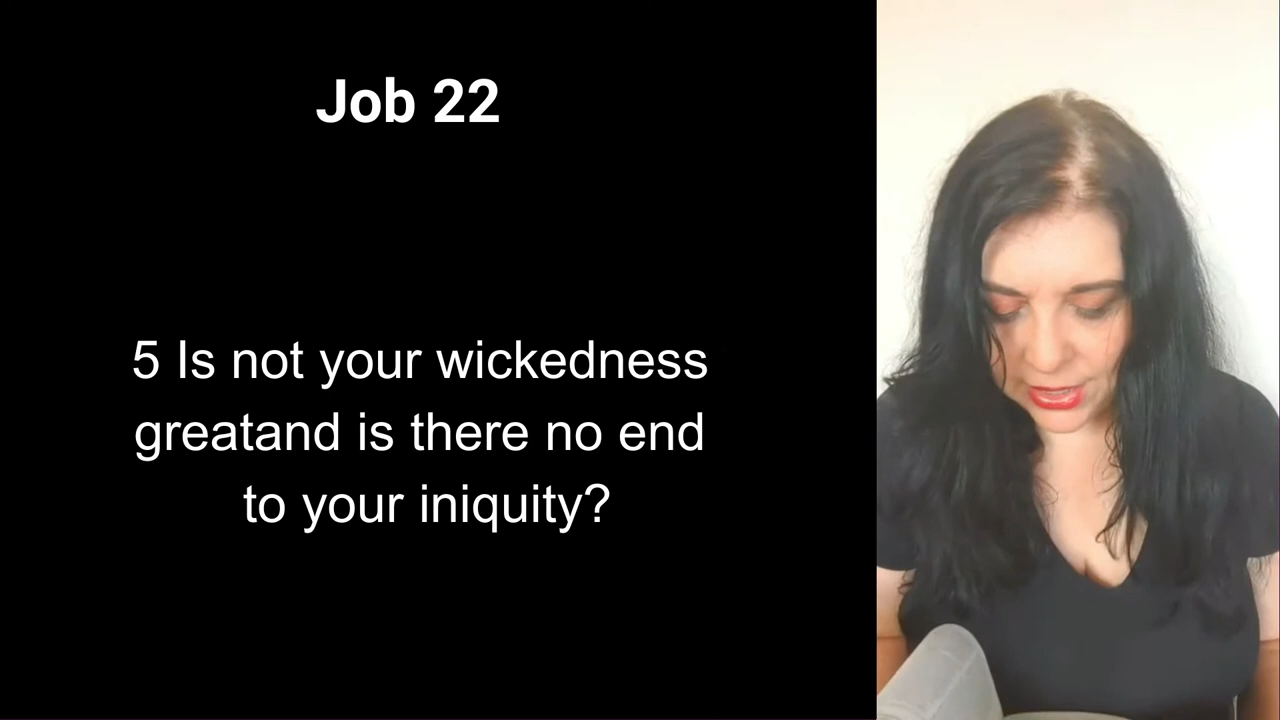 Job 22
5 Is not your wickedness
greatand is there no end
to your iniquity?